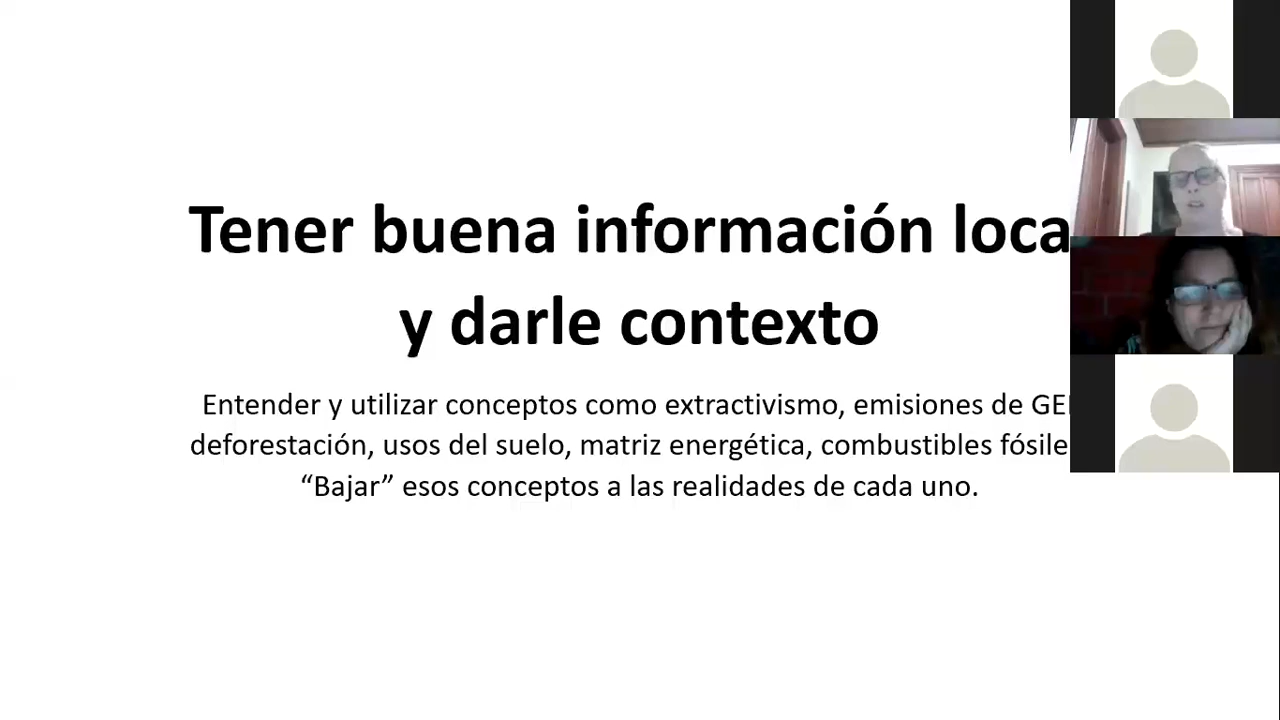 Tener buena información loca
y darle contexto
Entender y utilizar conceptos como extractivismo, emisiones de GEI
deforestación, usos del suelo, matriz energética, combustibles fósile
“Bajar” esos conceptos a las realidades de cada uno.